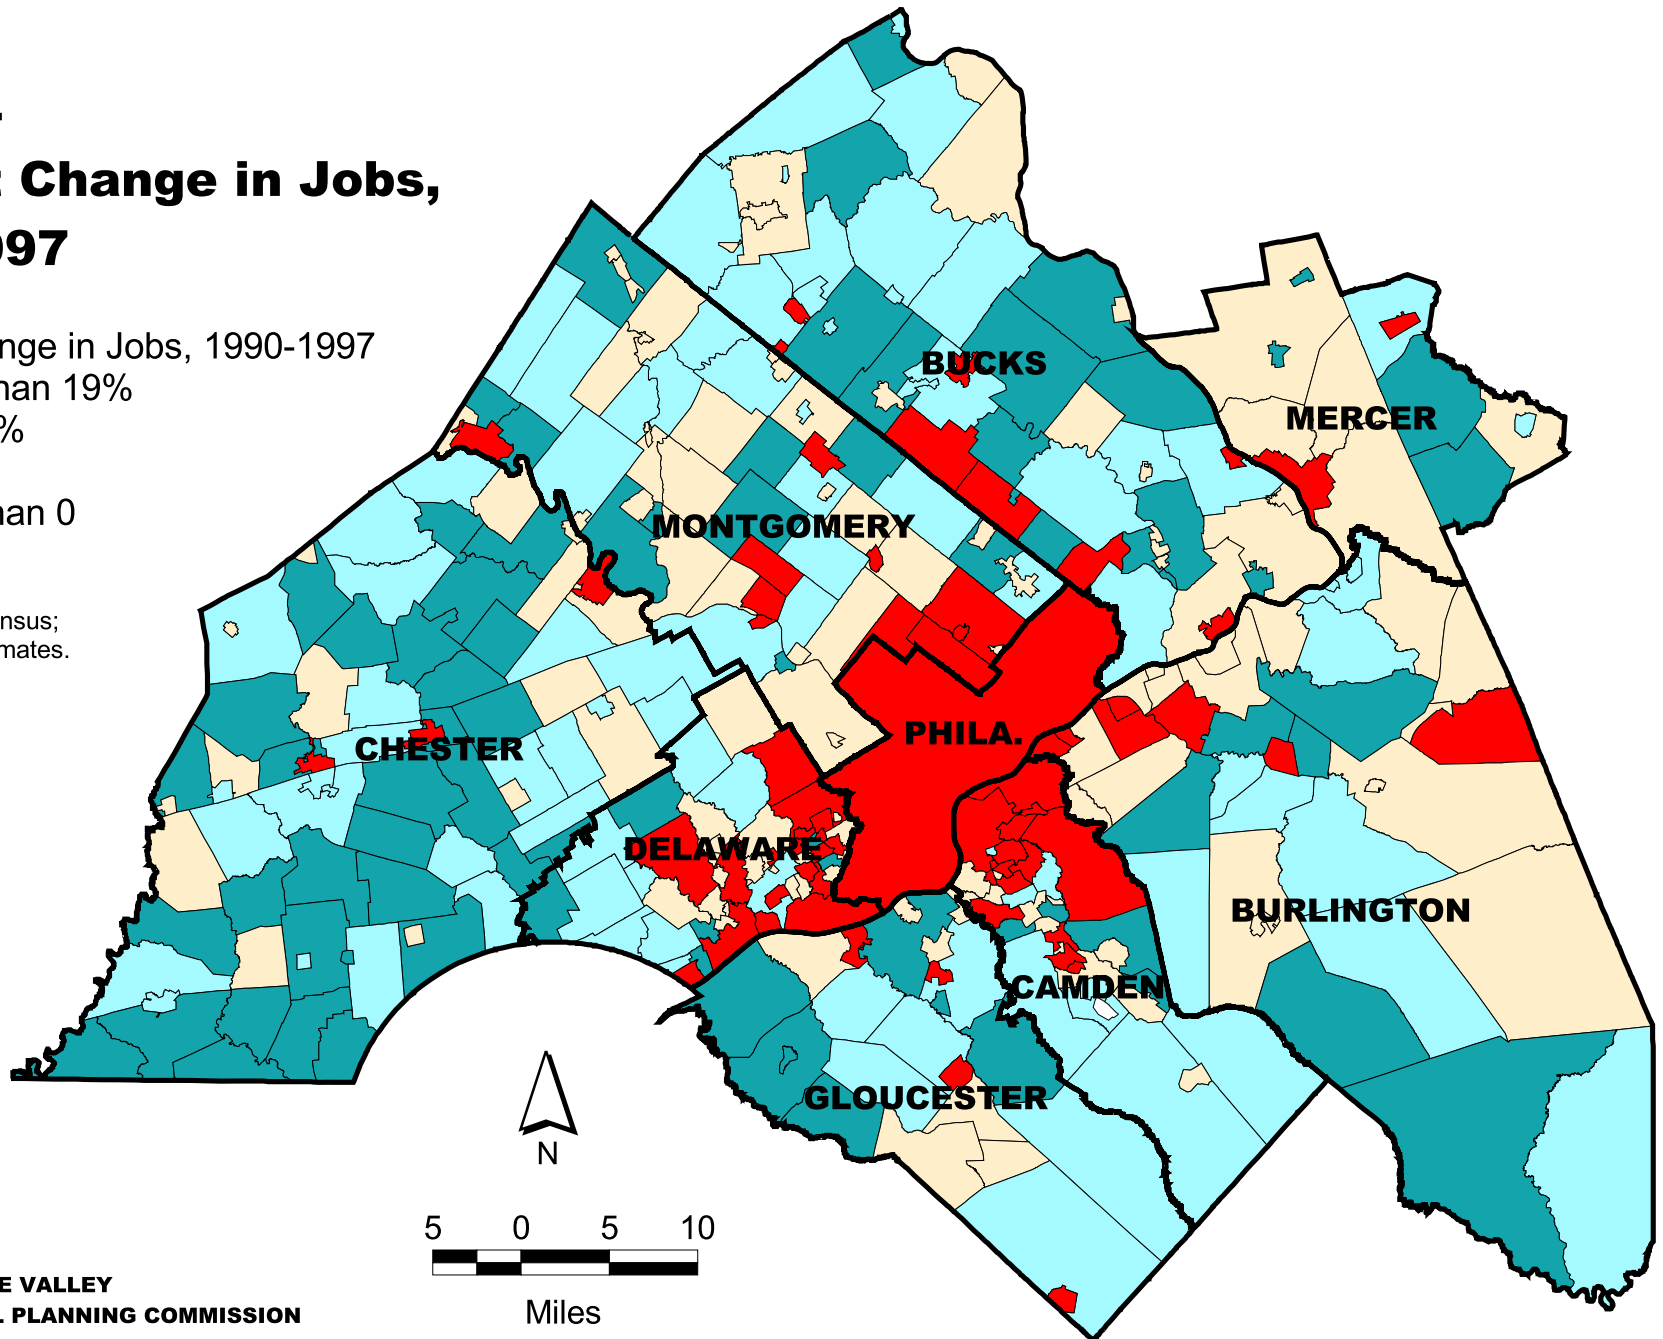 : Change in Jobs,
997
nge in Jobs, 1990-1997
han 19%
%
han 0
nsus;
mates.
BUCKS
MERCER
MONTGOMERY
PHILA.
CHESTER
DELAWARE
BURLINGTON
CAMDEN
GLOUCESTER
N
5 0 5 10
Miles
E VALLEY
L PLANNING COMMISSION